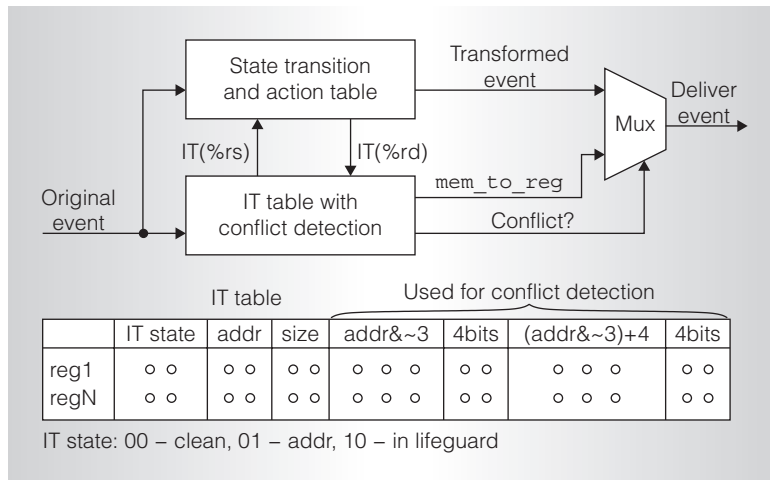 State transition
and action table
Transformed
event
Deliver
event
Mux
IT(%rs)
IT(%rd)
mem_to_reg
Original
event
IT table with
conflict detection
Conflict?
IT table
Used for conflict detection
IT state addr size addr&~3 4bits (addr&~3)+4 4bits
reg1
regN
IT state: 00 – clean, 01 – addr, 10 – in lifeguard